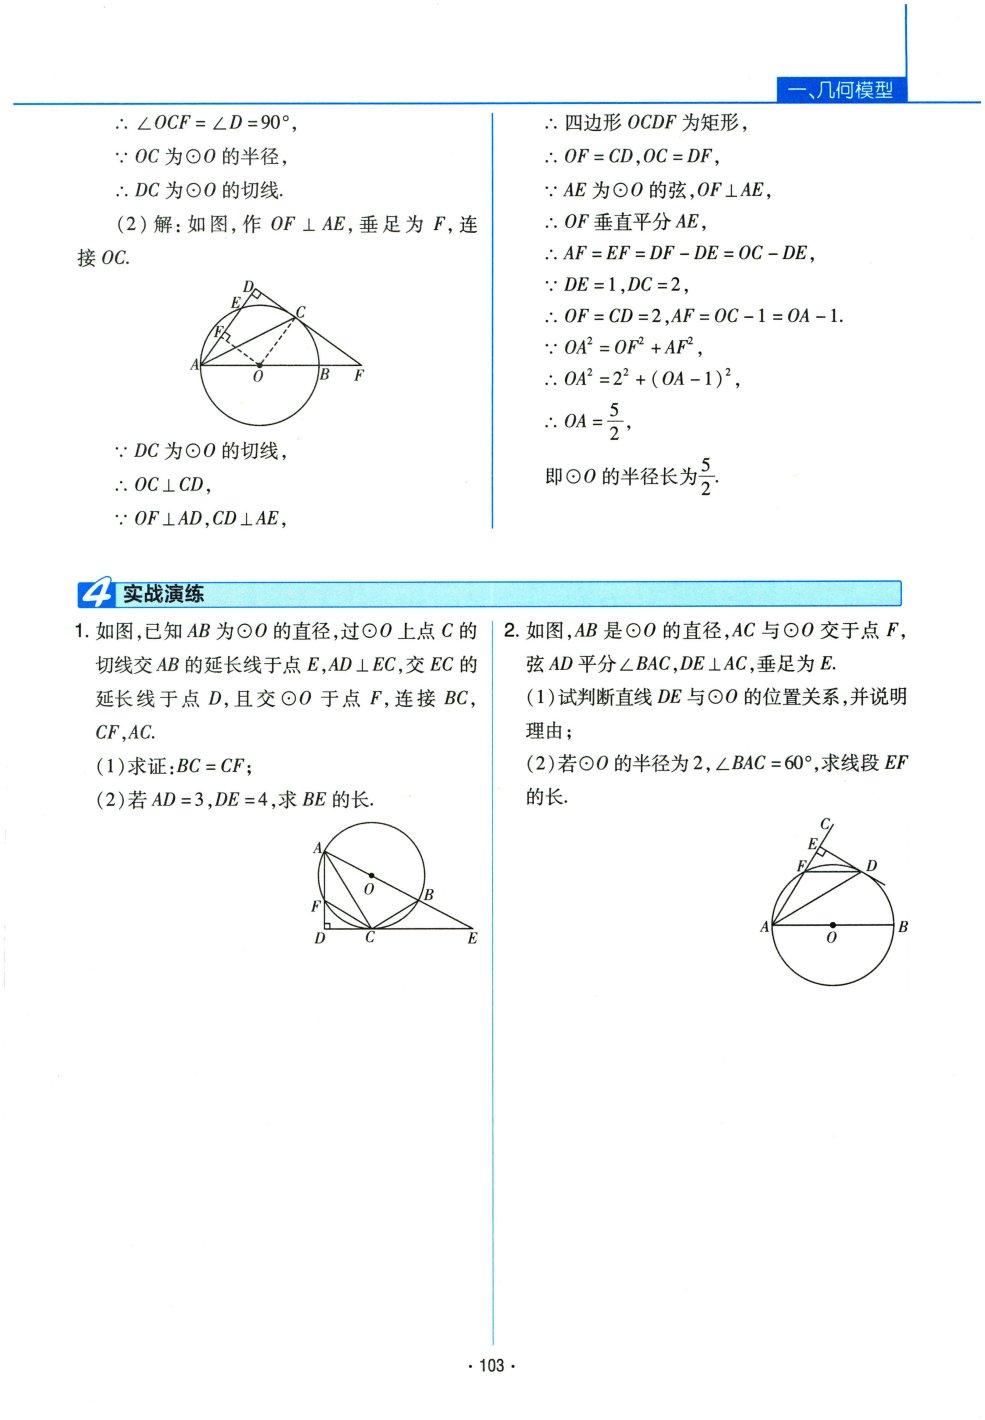 一、几何模型
∴ ∠OCF = ∠D = 90°,
∵ OC 为⊙O 的半径,
∴ DC 为⊙O 的切线.
(2) 解: 如图, 作 OF ⊥ AE, 垂足为 F, 连
接 OC.
D
E
C
F
A
O
B
F
∵ DC 为⊙O 的切线,
∴ OC⊥CD,
∵ OF⊥AD,CD⊥AE,
∴ 四边形 OCDF 为矩形,
∴ OF = CD,OC = DF,
∵ AE 为⊙O 的弦,OF⊥AE,
∴ OF 垂直平分 AE,
∴ AF = EF = DF - DE = OC - DE,
∵ DE = 1,DC = 2,
∴ OF = CD = 2,AF = OC - 1 = OA - 1.
∵ OA² = OF² + AF²,
∴ OA² = 2² + (OA - 1)²,
∴ OA = 5/2,
即⊙O 的半径长为5/2.
4 实战演练
1. 如图,已知 AB 为⊙O 的直径,过⊙O 上点 C 的
切线交 AB 的延长线于点 E,AD⊥EC,交 EC 的
延长线于点 D,且交⊙O 于点 F,连接 BC,
CF,AC.
(1)求证:BC = CF;
(2)若 AD = 3,DE = 4,求 BE 的长.
A
O
B
F
D
C
E
2. 如图,AB 是⊙O 的直径,AC 与⊙O 交于点 F,
弦 AD 平分∠BAC,DE⊥AC,垂足为 E.
(1)试判断直线 DE 与⊙O 的位置关系,并说明
理由;
(2)若⊙O 的半径为 2,∠BAC = 60°,求线段 EF
的长.
C
E
F
D
A
O
B
· 103 ·